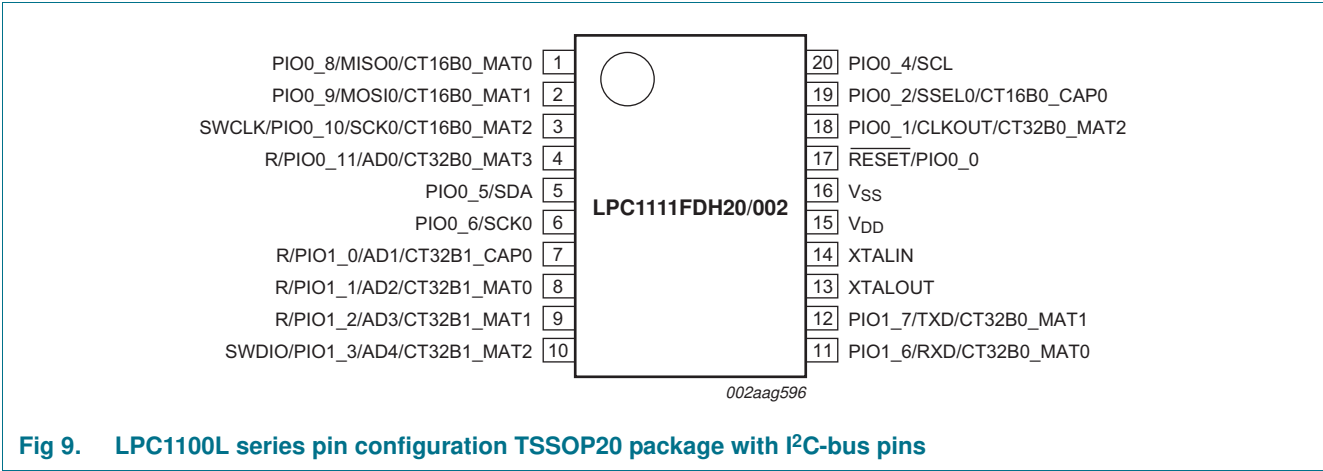 PIO0_8/MISO0/CT16B0_MAT0 1
PIO0_9/MOSI0/CT16B0_MAT1 2
SWCLK/PIO0_10/SCK0/CT16B0_MAT2 3
R/PIO0_11/AD0/CT32B0_MAT3 4
PIO0_5/SDA 5
PIO0_6/SCK0 6
R/PIO1_0/AD1/CT32B1_CAP0 7
R/PIO1_1/AD2/CT32B1_MAT0 8
R/PIO1_2/AD3/CT32B1_MAT1 9
SWDIO/PIO1_3/AD4/CT32B1_MAT2 10
LPC1111FDH20/002
20 PIO0_4/SCL
19 PIO0_2/SSEL0/CT16B0_CAP0
18 PIO0_1/CLKOUT/CT32B0_MAT2
17 RESET/PIO0_0
16 VSS
15 VDD
14 XTALIN
13 XTALOUT
12 PIO1_7/TXD/CT32B0_MAT1
11 PIO1_6/RXD/CT32B0_MAT0
002aag596
Fig 9. LPC1100L series pin configuration TSSOP20 package with I²C-bus pins